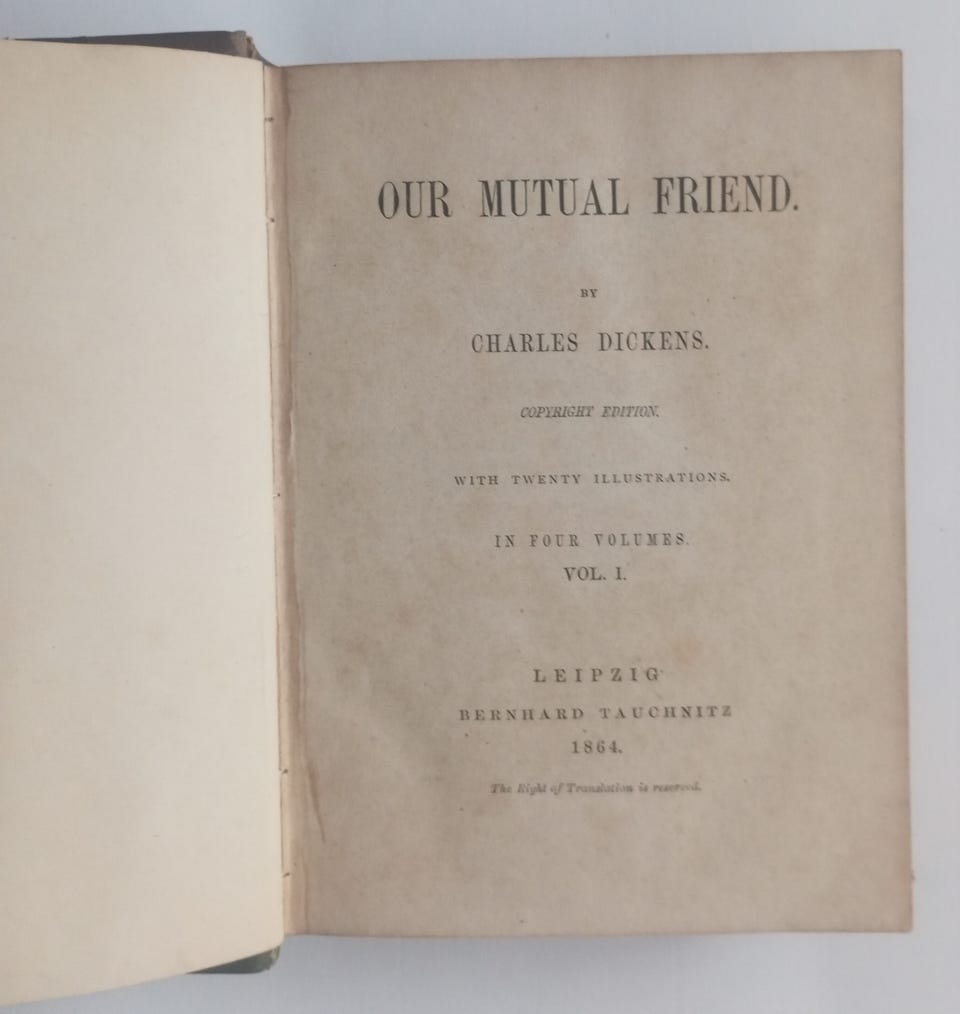 OUR MUTUAL FRIEND.
BY
CHARLES DICKENS.
COPYRIGHT EDITION.
WITH TWENTY ILLUSTRATIONS.
IN FOUR VOLUMES.
VOL. I.
LEIPZIG
BERNHARD TAUCHNITZ
1864.
The Right of Translation is reserved.